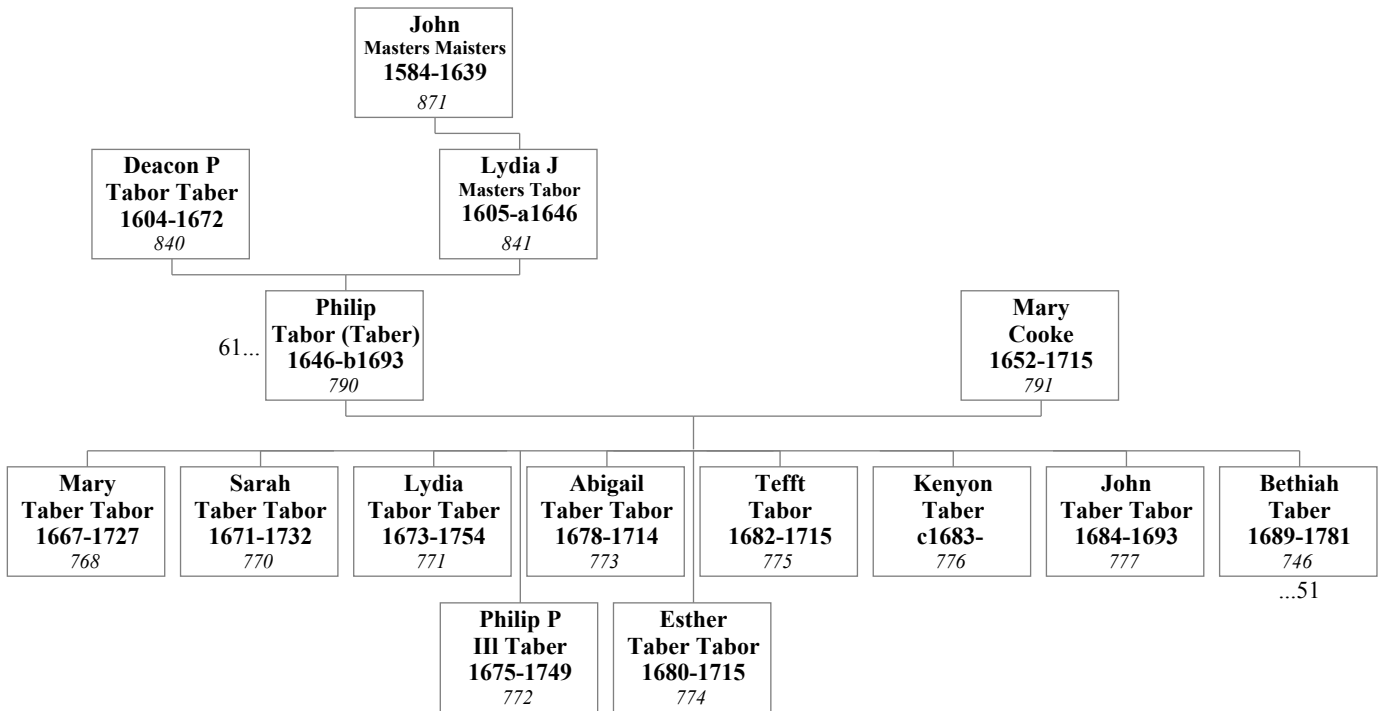 John
Masters Maisters
1584-1639
871
Deacon P
Tabor Taber
1604-1672
840
Lydia J
Masters Tabor
1605-a1646
841
61...
Philip
Tabor (Taber)
1646-b1693
790
Mary
Cooke
1652-1715
791
Mary
Taber Tabor
1667-1727
768
Sarah
Taber Tabor
1671-1732
770
Lydia
Tabor Taber
1673-1754
771
Abigail
Taber Tabor
1678-1714
773
Tefft
Tabor
1682-1715
775
Kenyon
Taber
c1683-
776
John
Taber Tabor
1684-1693
777
Bethiah
Taber
1689-1781
746
...51
Philip P
Ill Taber
1675-1749
772
Esther
Taber Tabor
1680-1715
774